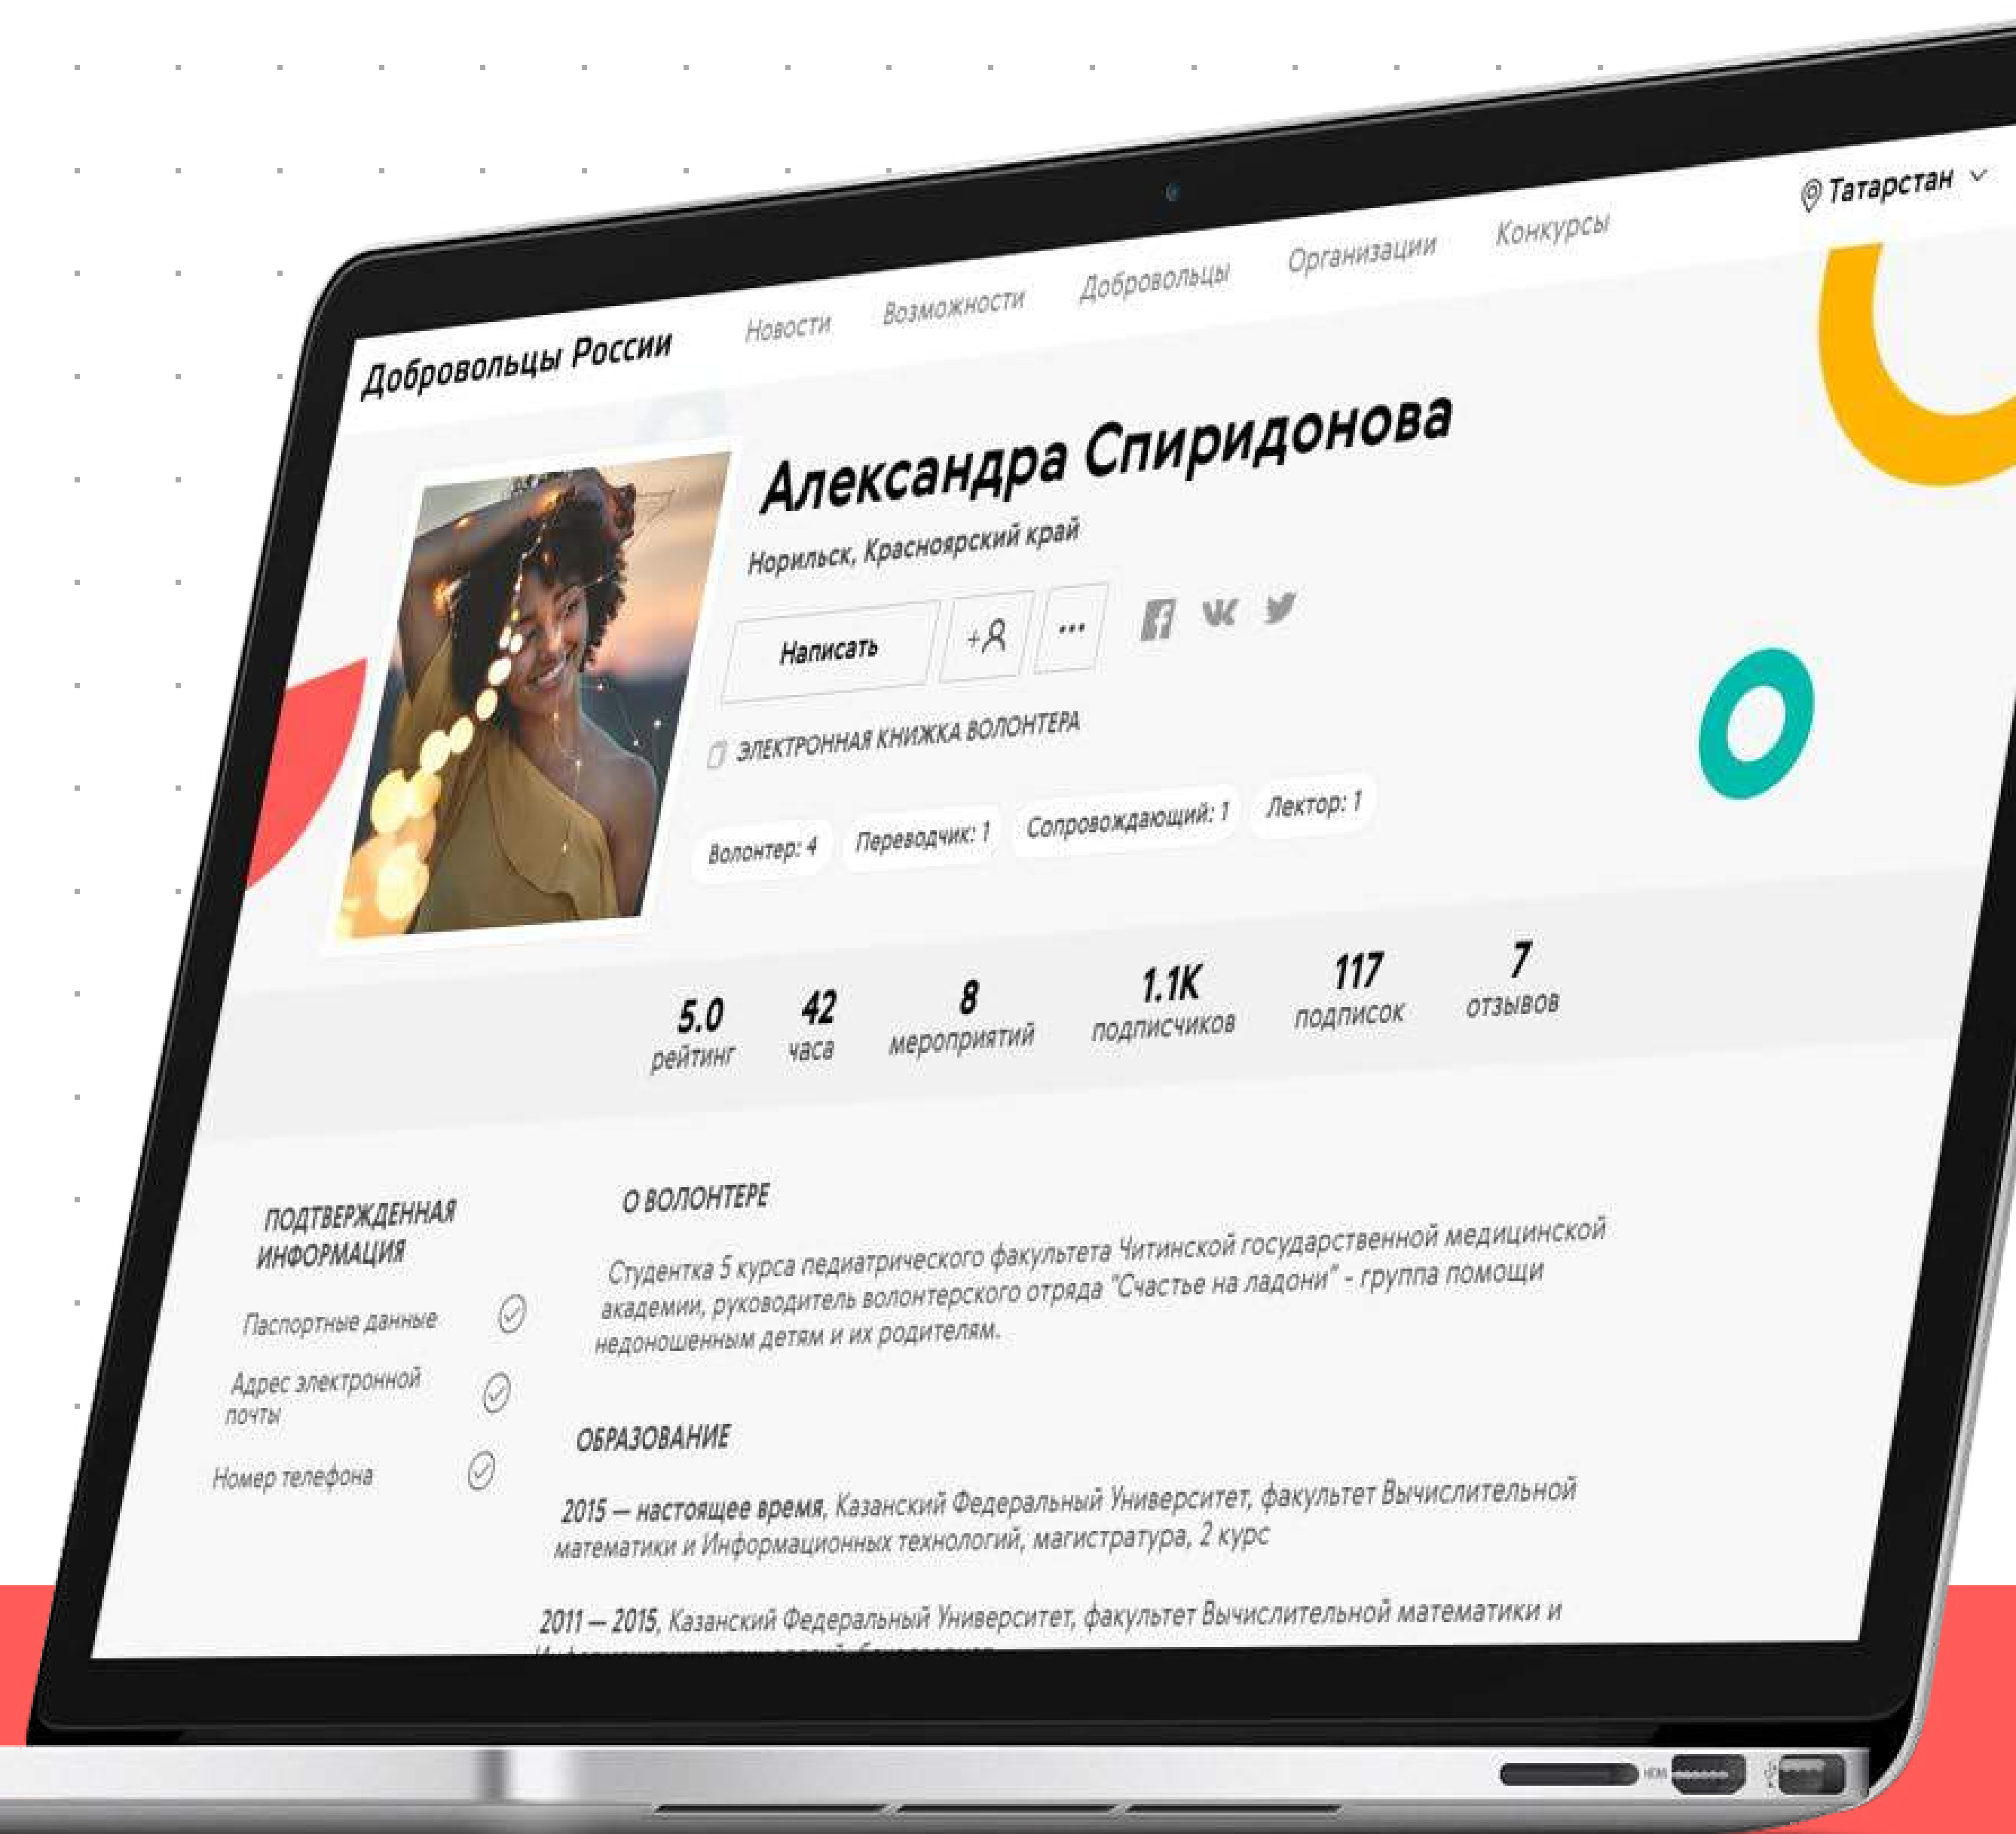 Татарстан
Добровольцы России
Новости
Возможности
Добровольцы
Организации
Конкурсы
Александра Спиридонова
Норильск, Красноярский край
Написать
ЭЛЕКТРОННАЯ КНИЖКА ВОЛОНТЕРА
Волонтер: 4
Переводчик: 1
Сопровождающий: 1
Лектор: 1
5.0
рейтинг
42
часа
8
мероприятий
1.1K
подписчиков
117
подписок
7
отзывов
ПОДТВЕРЖДЕННАЯ
ИНФОРМАЦИЯ
Паспортные данные
Адрес электронной
почты
Номер телефона
О ВОЛОНТЕРЕ
Студентка 5 курса педиатрического факультета Читинской государственной медицинской
академии, руководитель волонтерского отряда "Счастье на ладони" - группа помощи
недоношенным детям и их родителям.
ОБРАЗОВАНИЕ
2015 — настоящее время, Казанский Федеральный Университет, факультет Вычислительной
математики и Информационных технологий, магистратура, 2 курс
2011 — 2015, Казанский Федеральный Университет, факультет Вычислительной математики и
HDMI